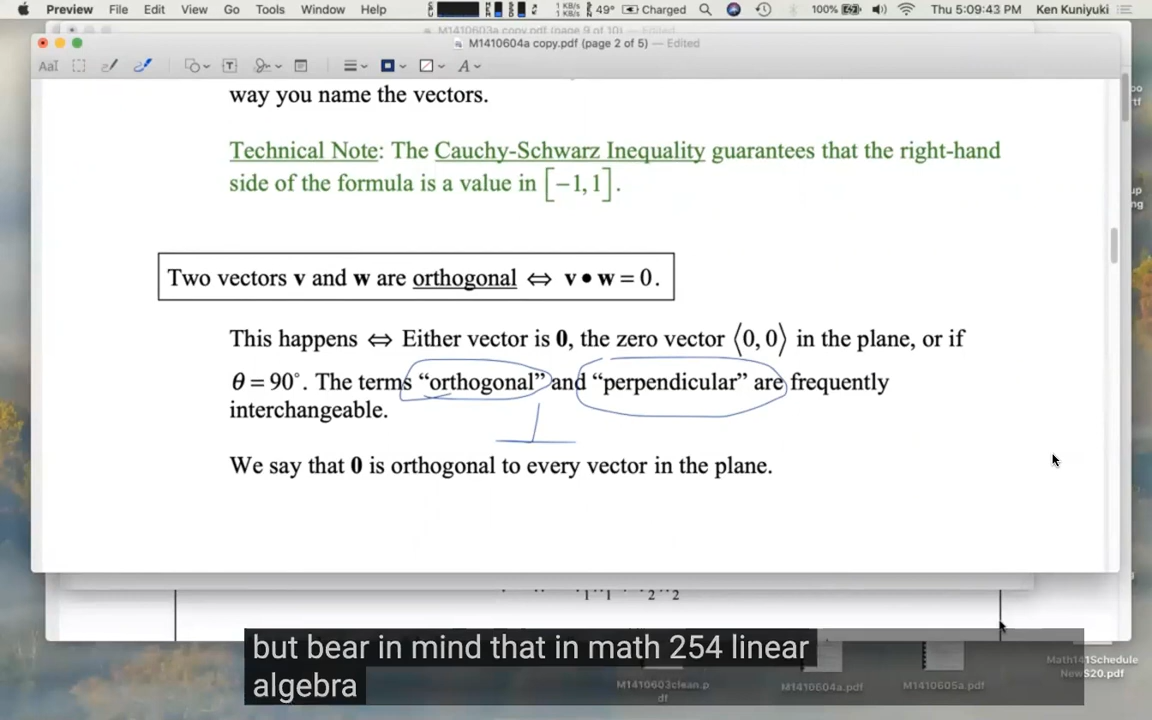 Preview File Edit View Go Tools Window Help 1 KB/s 1 KB/s 49° Charged 100% Thu 5:09:43 PM Ken Kuniyuki
M1410604a copy.pdf (page 2 of 5) — Edited
AaI T A
way you name the vectors.
Technical Note: The Cauchy-Schwarz Inequality guarantees that the right-hand
side of the formula is a value in [−1, 1].
Two vectors v and w are orthogonal ⇔ v • w = 0.
This happens ⇔ Either vector is 0, the zero vector ⟨0, 0⟩ in the plane, or if
θ = 90°. The terms “orthogonal” and “perpendicular” are frequently
interchangeable.
We say that 0 is orthogonal to every vector in the plane.
but bear in mind that in math 254 linear
algebra
M1410603clean.p
df
M1410604a.pdf
M1410605a.pdf
Math141Schedule
NewS20.pdf